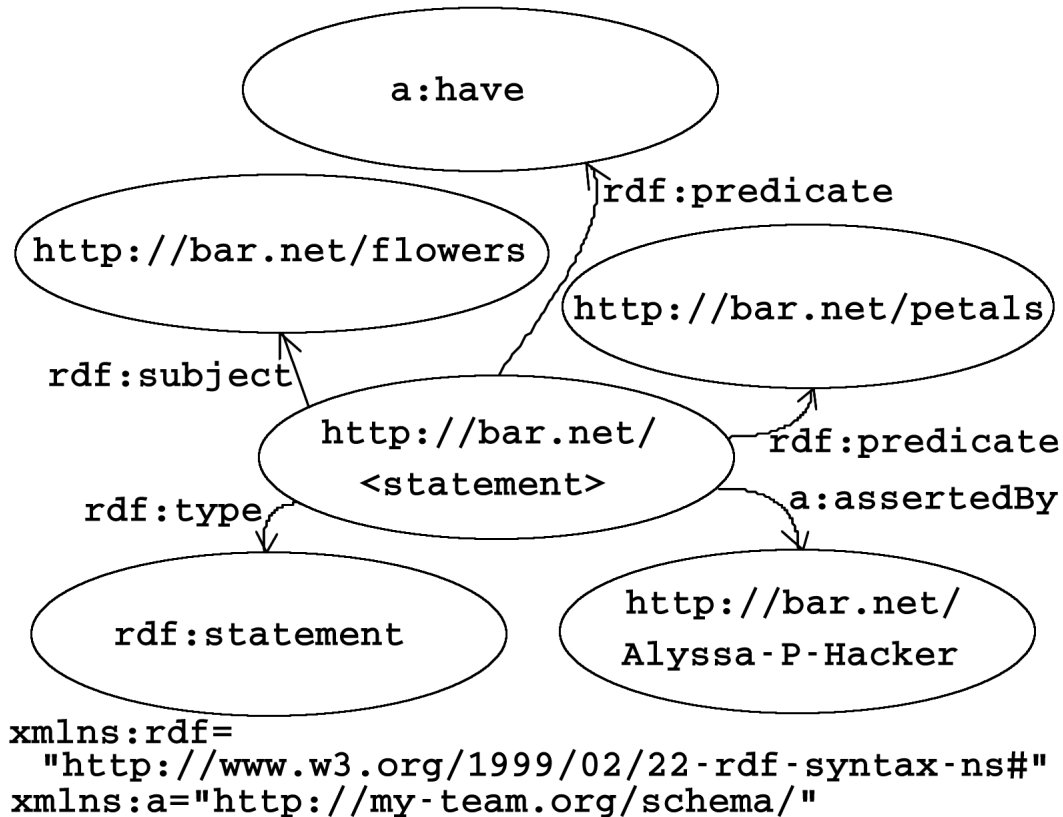 a:have
rdf:predicate
http://bar.net/flowers
http://bar.net/petals
rdf:subject
http://bar.net/
<statement>
rdf:predicate
rdf:type
a:assertedBy
rdf:statement
http://bar.net/
Alyssa-P-Hacker
xmlns:rdf=
"http://www.w3.org/1999/02/22-rdf-syntax-ns#"
xmlns:a="http://my-team.org/schema/"